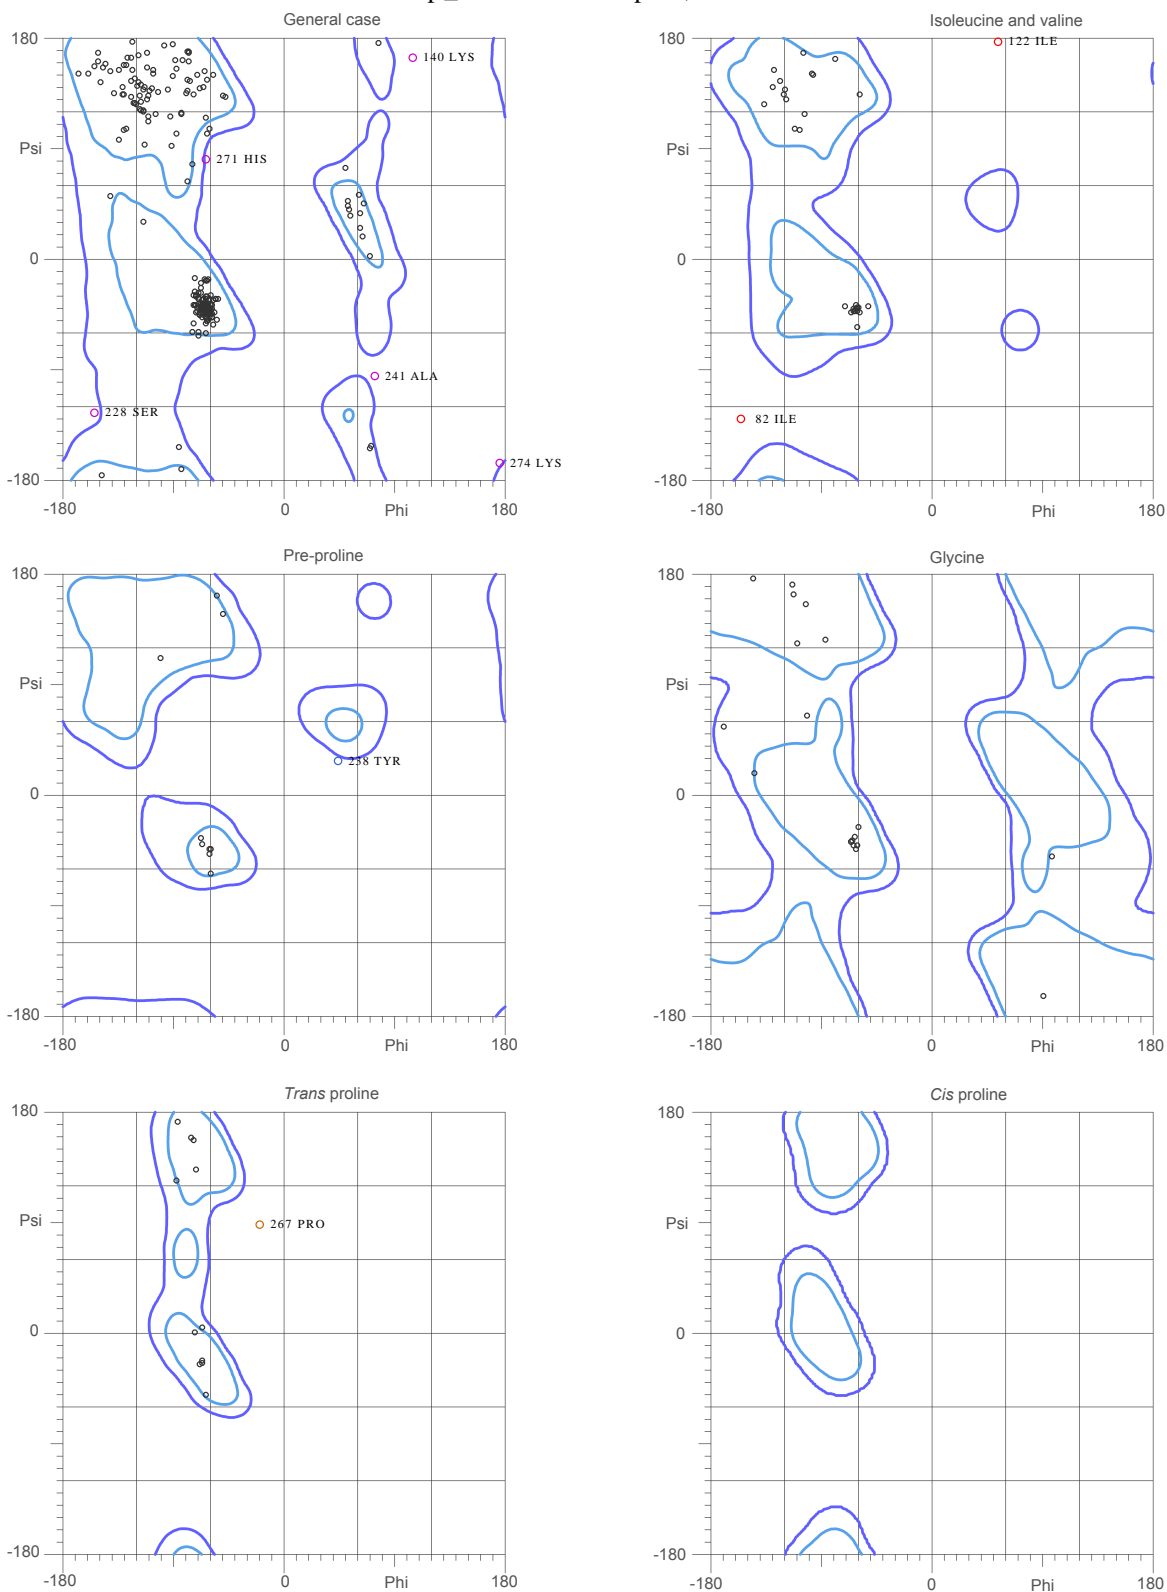 General case
Isoleucine and valine
180
140 LYS
271 HIS
Psi
0
241 ALA
228 SER
274 LYS
-180
-180
0
Phi
180
180
122 ILE
Psi
0
82 ILE
-180
-180
0
Phi
180
Pre-proline
Glycine
180
Psi
238 TYR
0
-180
-180
0
Phi
180
180
Psi
0
-180
-180
0
Phi
180
Trans proline
Cis proline
180
Psi
267 PRO
0
-180
-180
0
Phi
180
180
Psi
0
-180
-180
0
Phi
180